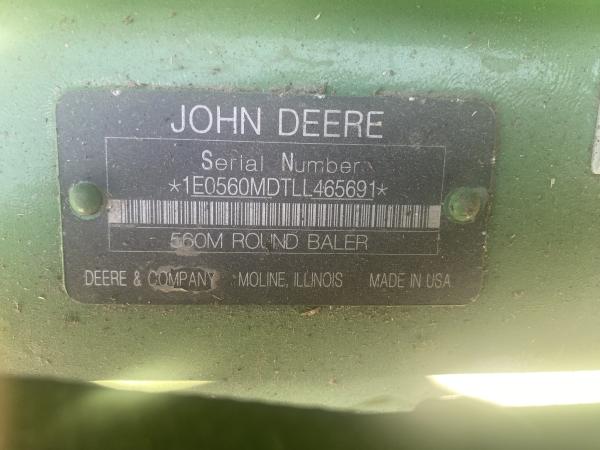 JOHN DEERE
Serial Number
*1E0560MDTLL465691*
560M ROUND BALER
DEERE & COMPANY MOLINE, ILLINOIS MADE IN USA